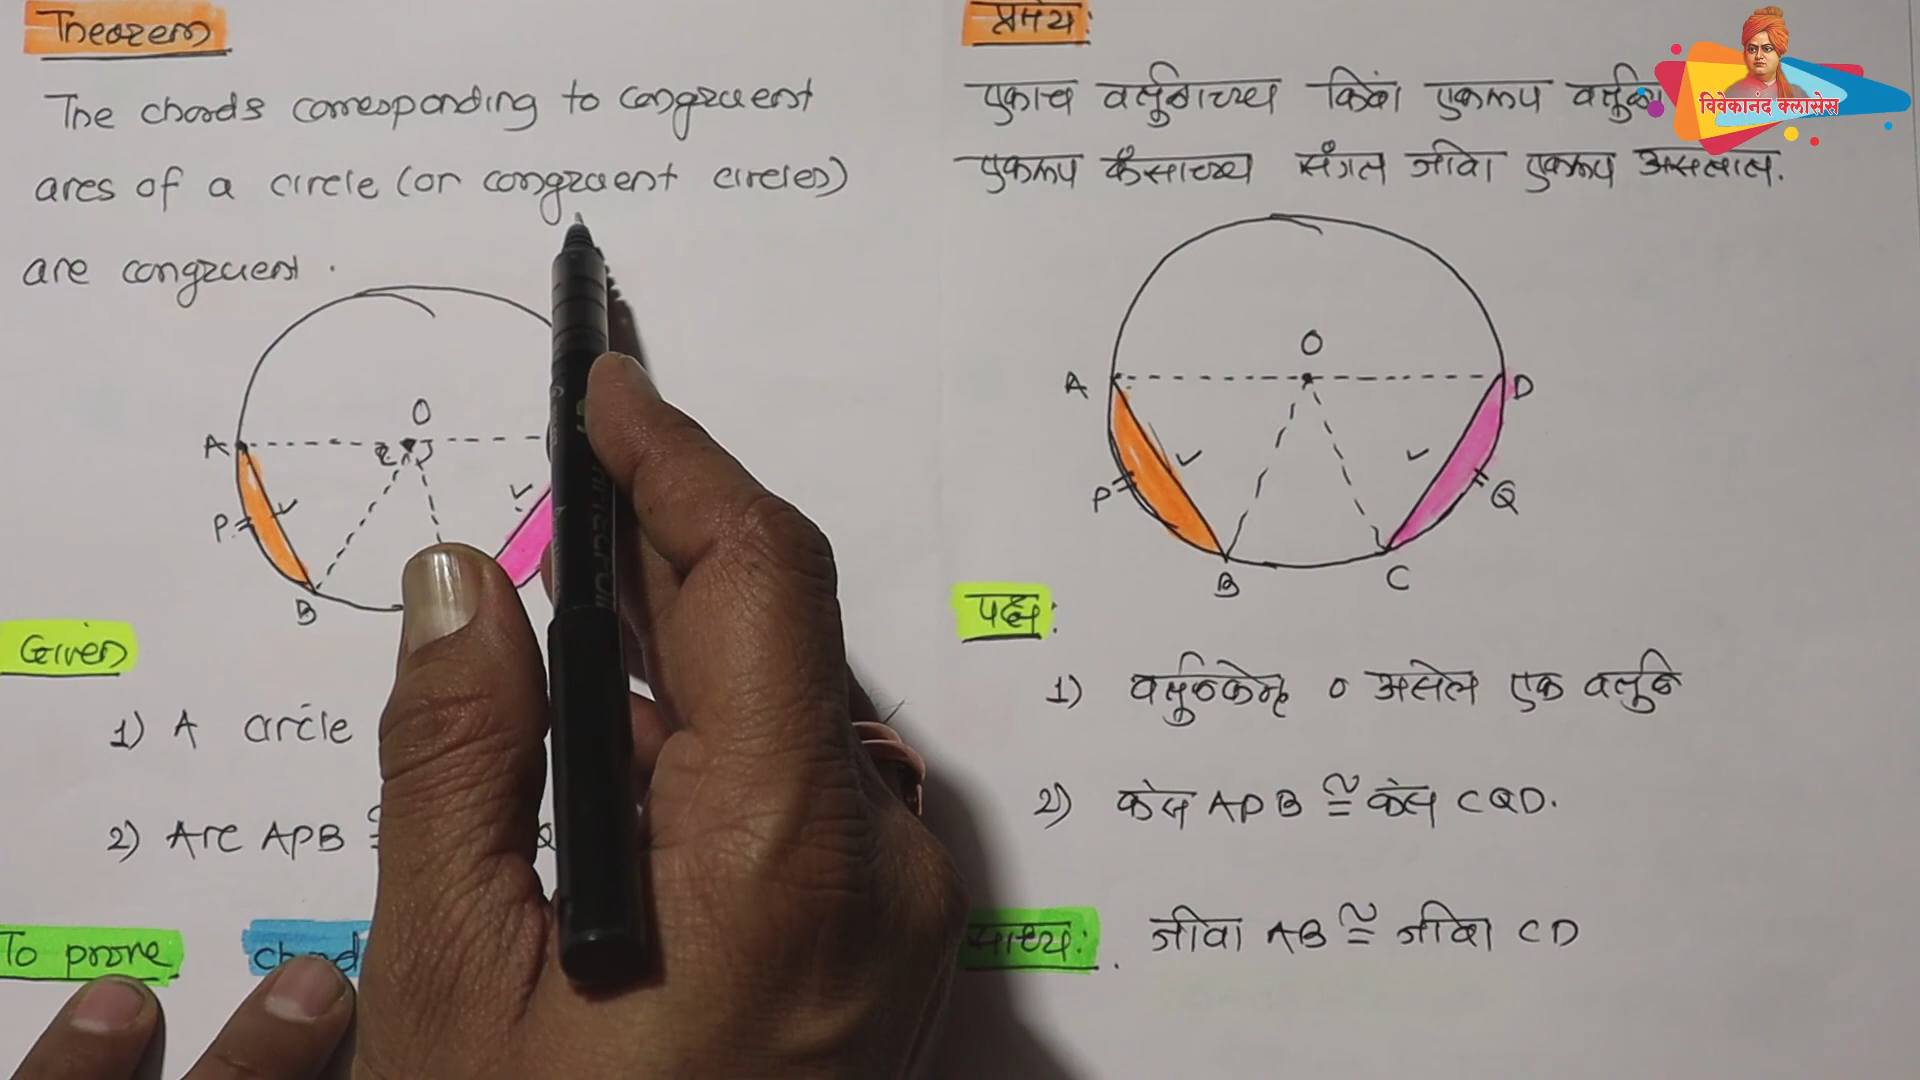 Theorem
The chords corresponding to congruent
arcs of a circle (or congruent circles)
are congruent .
O
A
P
B
Given
1) A circle
2) Arc APB ≅ Q
To prove chord
प्रमेय:
एकाच वर्तुळाच्या किंवा एकरूप वर्तुळां
एकरूप कंसाच्या संगत जीवा एकरूप असतात.
O
A D
P Q
B C
पक्ष:
1) वर्तुळकेंद्र O असलेले एक वर्तुळ
2) कंस APB ≅ कंस CQD.
साध्य: जीवा AB ≅ जीवा CD
विवेकानंद क्लासेस